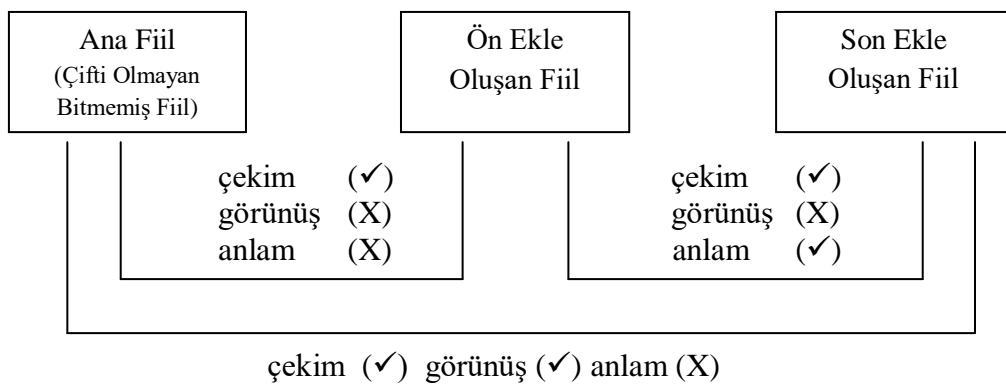 Ana Fiil
(Çifti Olmayan
Bitmemiş Fiil)
Ön Ekle
Oluşan Fiil
Son Ekle
Oluşan Fiil
çekim (✓)
görünüş (X)
anlam (X)
çekim (✓)
görünüş (X)
anlam (✓)
çekim (✓) görünüş (✓) anlam (X)